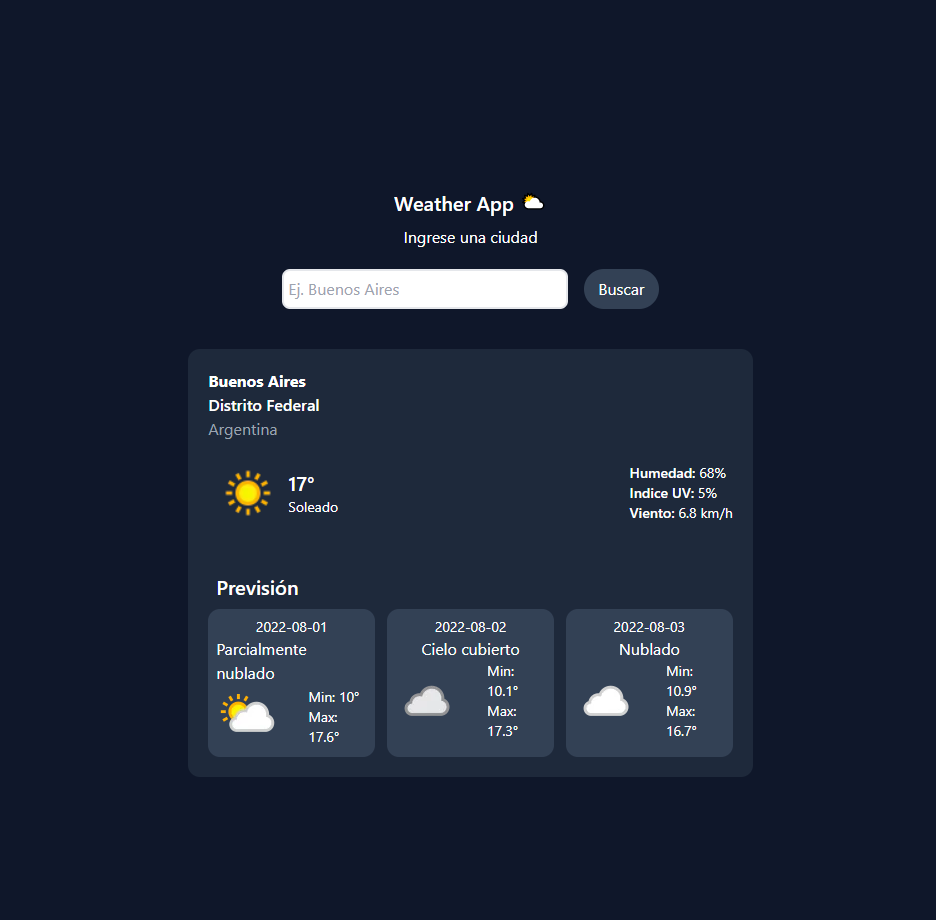 Weather App
Ingrese una ciudad
Ej. Buenos Aires
Buscar
Buenos Aires
Distrito Federal
Argentina
17°
Soleado
Humedad: 68%
Indice UV: 5%
Viento: 6.8 km/h
Previsión
2022-08-01
Parcialmente
nublado
Min: 10°
Max:
17.6°
2022-08-02
Cielo cubierto
Min:
10.1°
Max:
17.3°
2022-08-03
Nublado
Min:
10.9°
Max:
16.7°